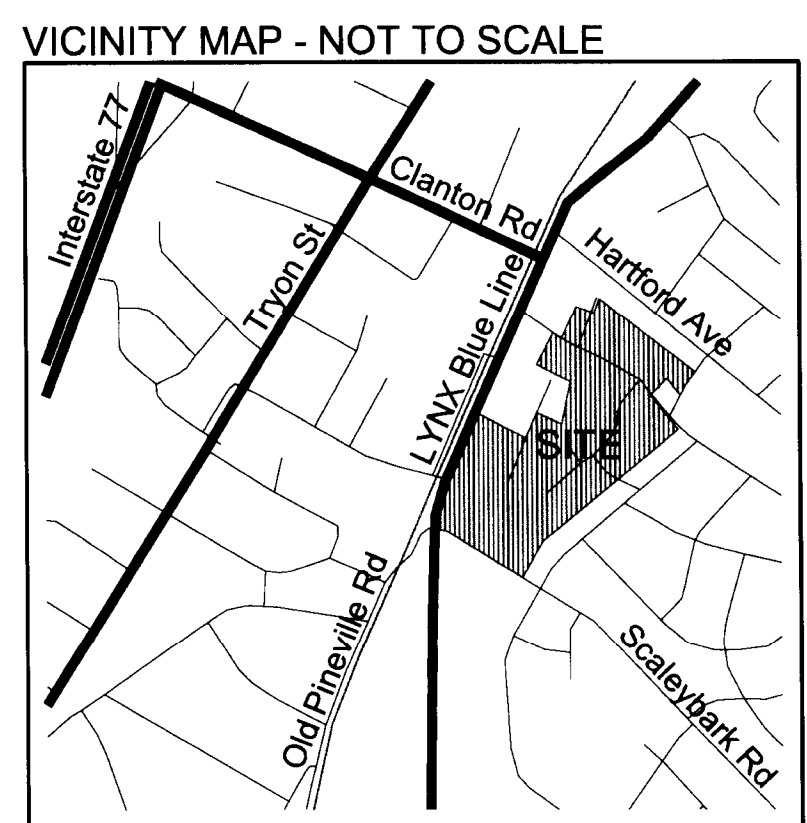 VICINITY MAP - NOT TO SCALE
Interstate 77
Clanton Rd
Tryon St
Hartford Ave
LYNX Blue Line
SITE
Old Pineville Rd
Scaleybark Rd